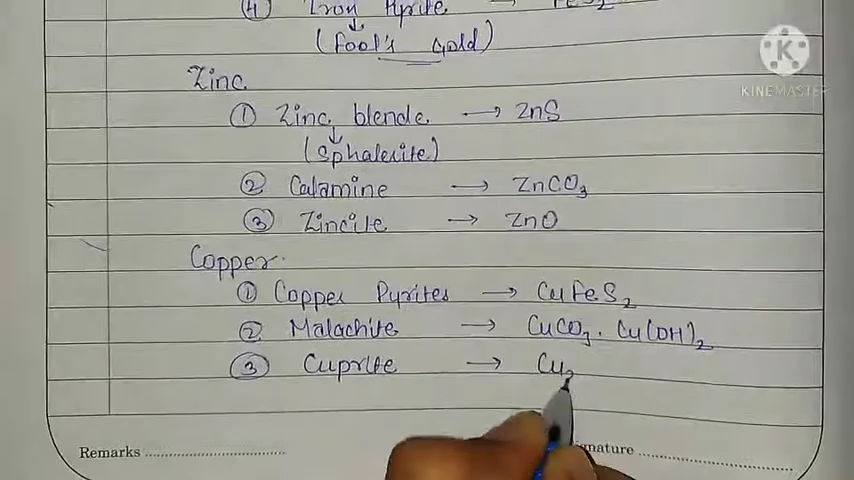 ④ Iron Pyrite → FeS2
(Fool's Gold)
KINEMASTER
Zinc
① Zinc blende → ZnS
(Sphalerite)
② Calamine → ZnCO3
③ Zincite → ZnO
Copper
① Copper Pyrites → CuFeS2
② Malachite → CuCO3 . Cu(OH)2
③ Cuprite → Cu2
Remarks
gnature